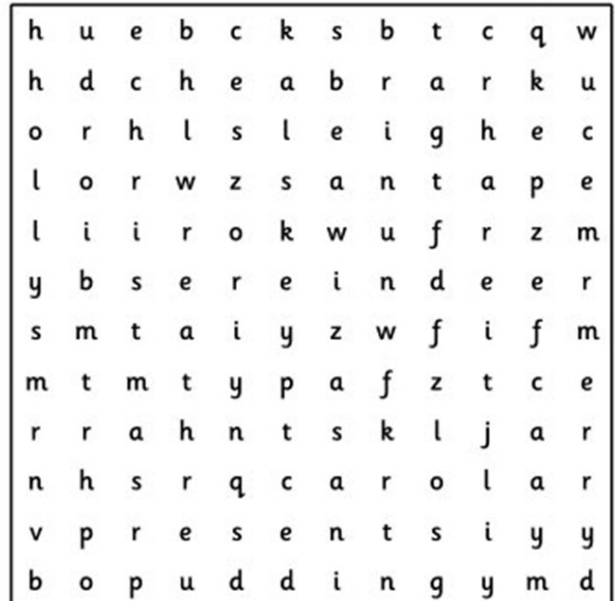 h u e b c k s b t c q w
h d c h e a b r a r k u
o r h l s l e i g h e c
l o r w z s a n t a p e
l i i r o k w u f r z m
y b s e r e i n d e e r
s m t a i y z w f i f m
m t m t y p a f z t c e
r r a h n t s k l j a r
n h s r q c a r o l a r
v p r e s e n t s i y y
b o p u d d i n g y m d